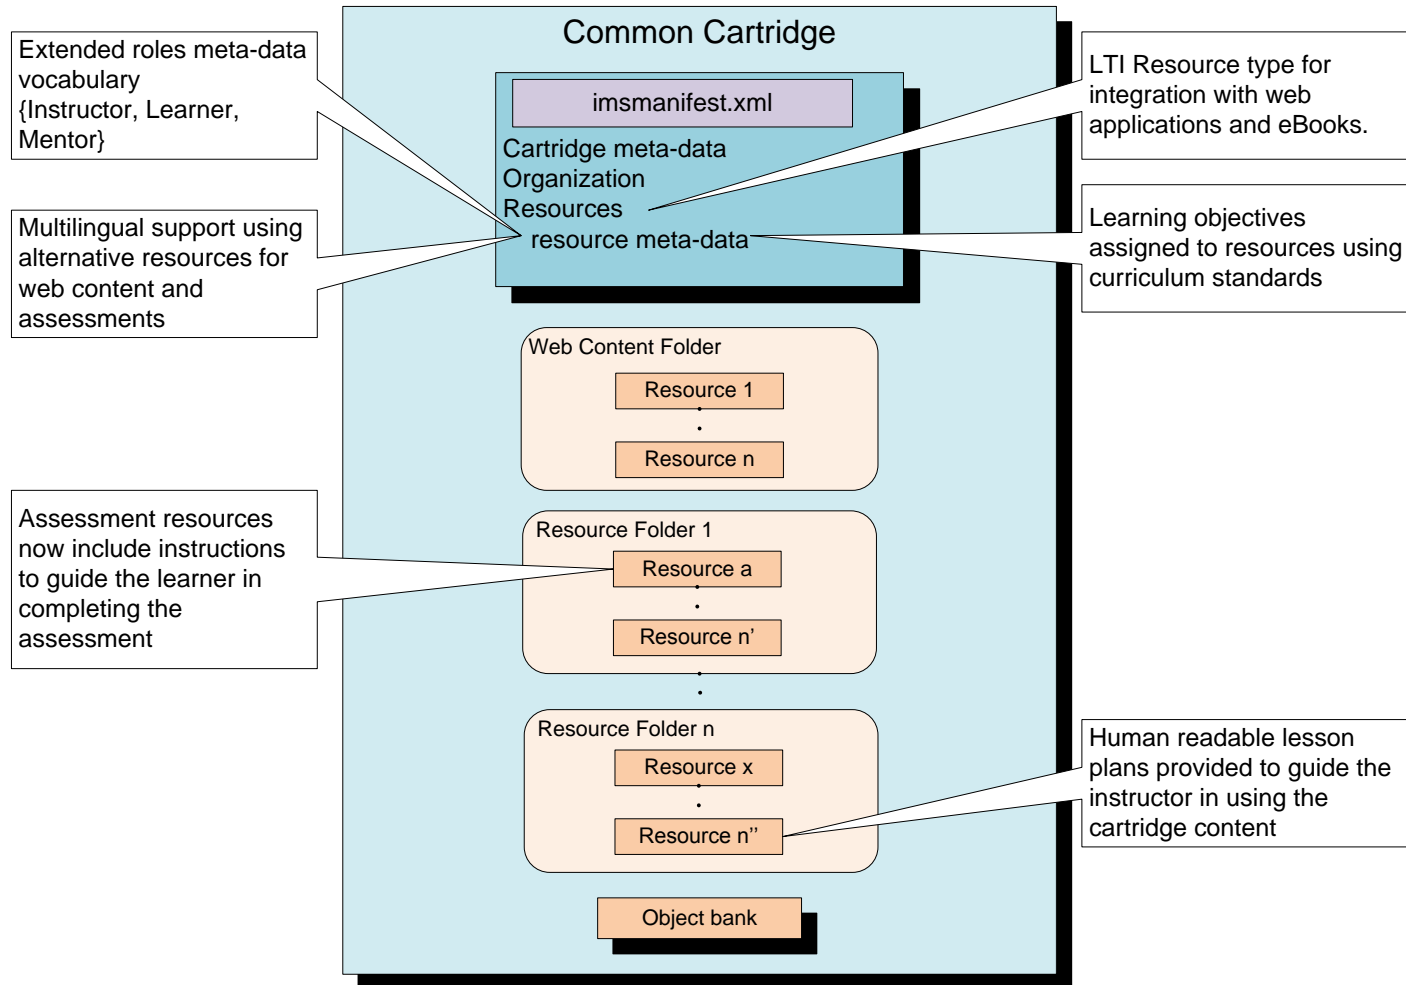 Common Cartridge
imsmanifest.xml
Cartridge meta-data
Organization
Resources
resource meta-data
Extended roles meta-data
vocabulary
{Instructor, Learner,
Mentor}
Multilingual support using
alternative resources for
web content and
assessments
LTI Resource type for
integration with web
applications and eBooks.
Learning objectives
assigned to resources using
curriculum standards
Web Content Folder
Resource 1
Resource n
Assessment resources
now include instructions
to guide the learner in
completing the
assessment
Resource Folder 1
Resource a
Resource n'
Resource Folder n
Resource x
Resource n''
Human readable lesson
plans provided to guide the
instructor in using the
cartridge content
Object bank